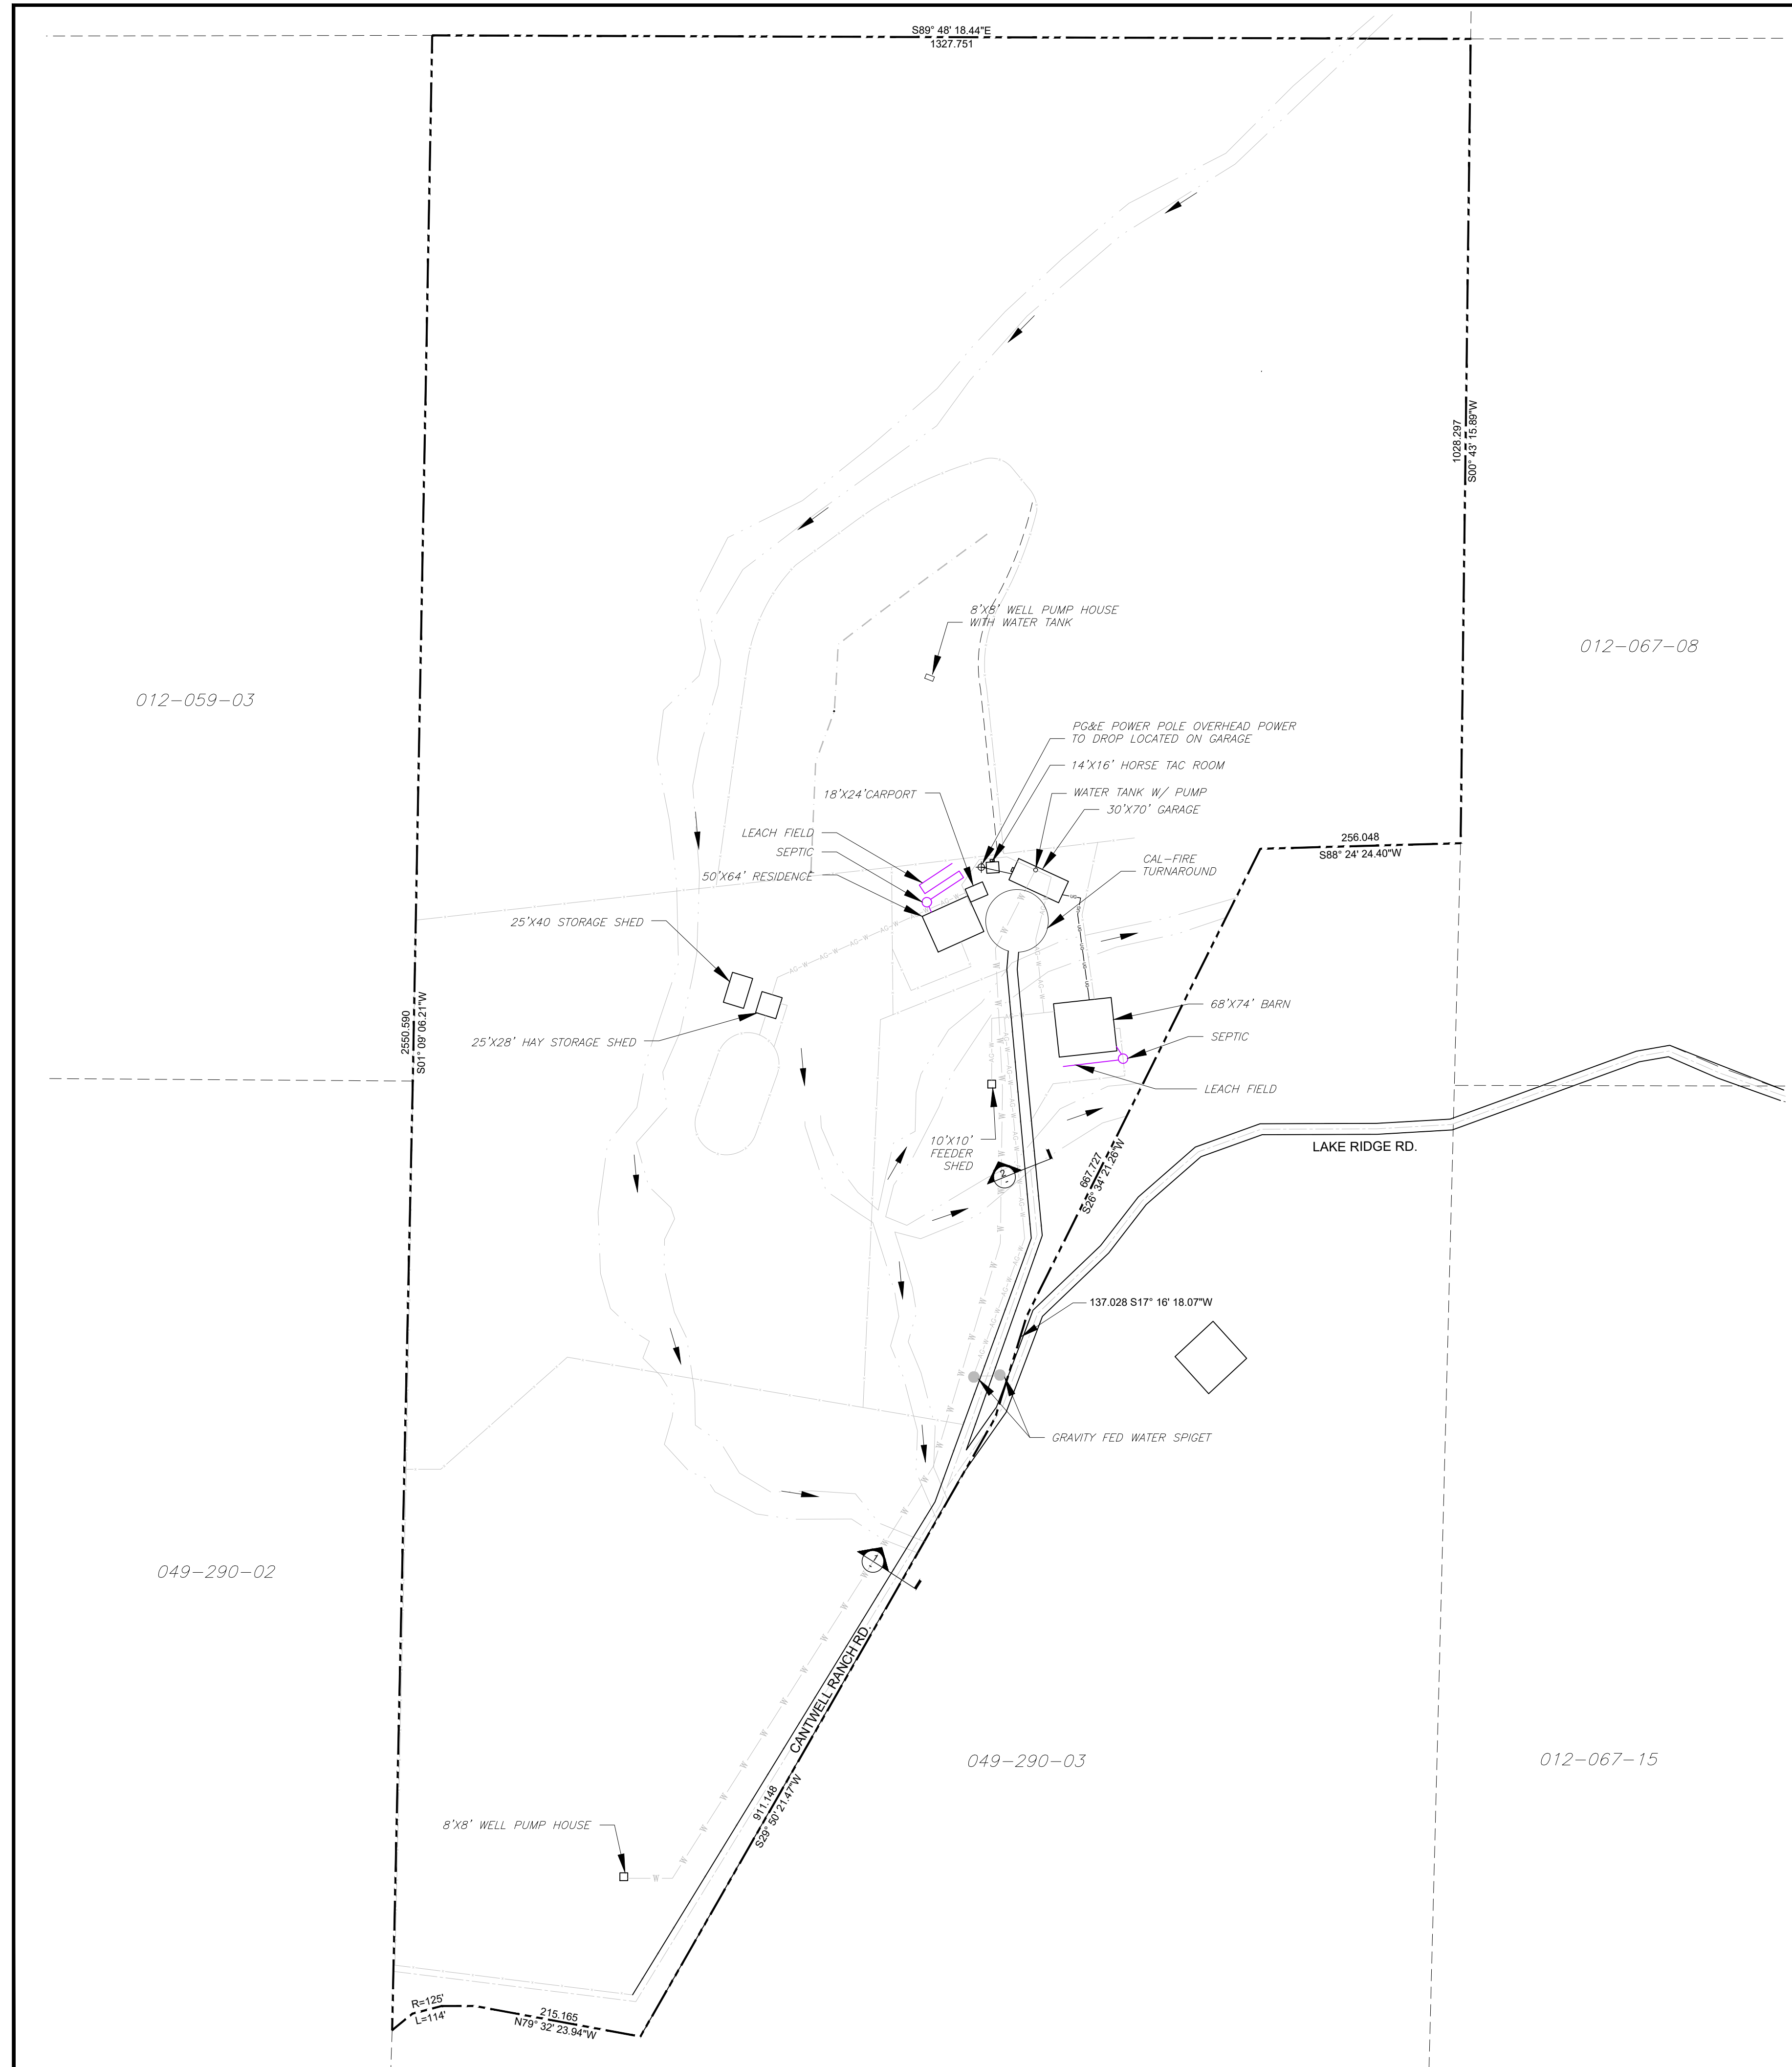 S89° 48' 18.44"E
1327.751
1028.297
S00° 43' 15.89"W
8'X8' WELL PUMP HOUSE
WITH WATER TANK
012-067-08
012-059-03
PG&E POWER POLE OVERHEAD POWER
TO DROP LOCATED ON GARAGE
14'X16' HORSE TAC ROOM
WATER TANK W/ PUMP
18'X24'CARPORT
30'X70' GARAGE
LEACH FIELD
256.048
S88° 24' 24.40"W
SEPTIC
CAL-FIRE
TURNAROUND
50'X64' RESIDENCE
25'X40 STORAGE SHED
68'X74' BARN
2550.590
S01° 09' 06.21"W
25'X28' HAY STORAGE SHED
SEPTIC
LEACH FIELD
10'X10'
FEEDER
SHED
LAKE RIDGE RD.
2
-
667.727
S26° 34' 21.26"W
137.028 S17° 16' 18.07"W
GRAVITY FED WATER SPIGET
1
-
049-290-02
CANTWELL RANCH RD.
049-290-03
012-067-15
911.148
S29° 50' 21.47"W
8'X8' WELL PUMP HOUSE
R=125'
L=114'
215.165
N79° 32' 23.94"W